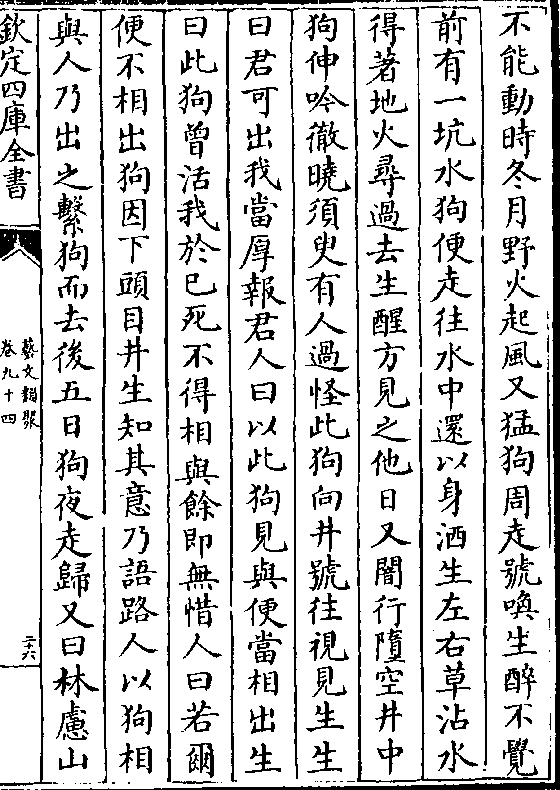 不能動時冬月野火起風又猛狗周走號喚生醉不覺
前有一坑水狗便走往水中還以身洒生左右草沾水
得著地火尋過去生醒方見之他日又闇行墮空井中
狗伸吟徹曉須臾有人過怪此狗向井號往視見生生
曰君可出我當厚報君人曰以此狗見與便當相出生
曰此狗曾活我於已死不得相與餘即無惜人曰若爾
便不相出狗因下頭目井生知其意乃語路人以狗相
與人乃出之繫狗而去後五日狗夜走歸又曰林慮山
欽定四庫全書
藝文類聚
卷九十四
二十六